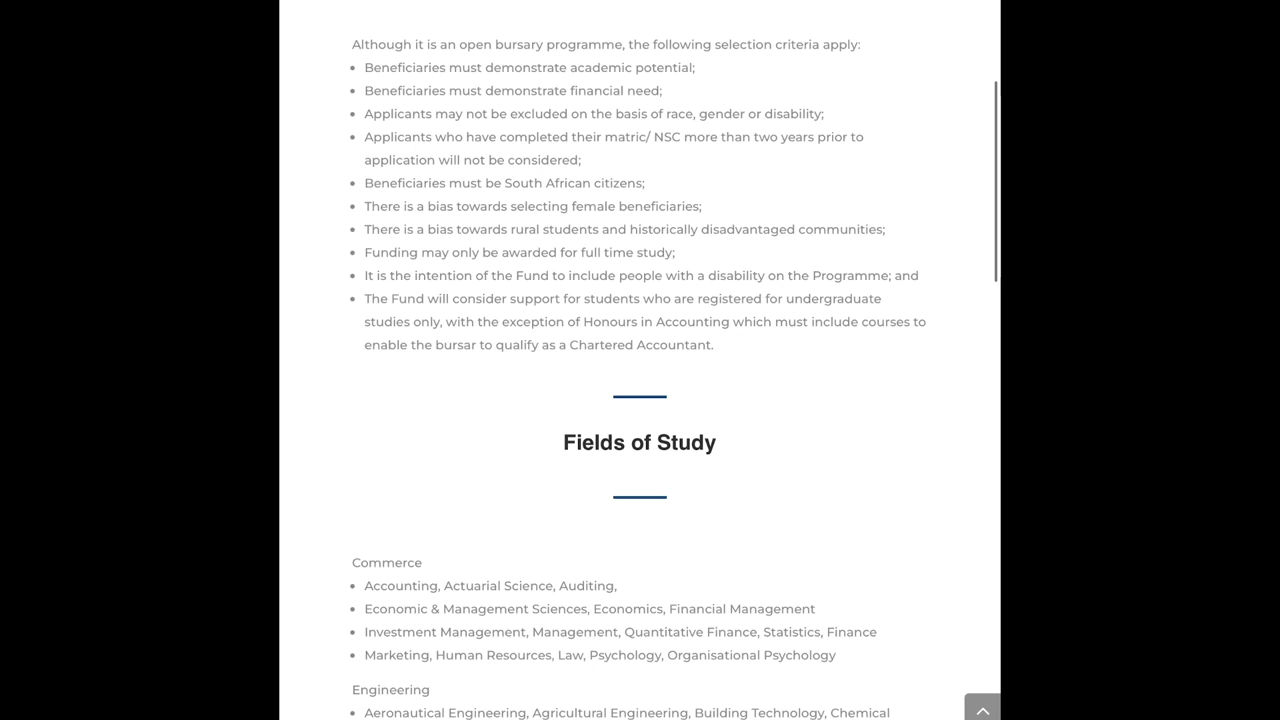 Although it is an open bursary programme, the following selection criteria apply:
• Beneficiaries must demonstrate academic potential;
• Beneficiaries must demonstrate financial need;
• Applicants may not be excluded on the basis of race, gender or disability;
• Applicants who have completed their matric/ NSC more than two years prior to
application will not be considered;
• Beneficiaries must be South African citizens;
• There is a bias towards selecting female beneficiaries;
• There is a bias towards rural students and historically disadvantaged communities;
• Funding may only be awarded for full time study;
• It is the intention of the Fund to include people with a disability on the Programme; and
• The Fund will consider support for students who are registered for undergraduate
studies only, with the exception of Honours in Accounting which must include courses to
enable the bursar to qualify as a Chartered Accountant.
Fields of Study
Commerce
• Accounting, Actuarial Science, Auditing,
• Economic & Management Sciences, Economics, Financial Management
• Investment Management, Management, Quantitative Finance, Statistics, Finance
• Marketing, Human Resources, Law, Psychology, Organisational Psychology
Engineering
• Aeronautical Engineering, Agricultural Engineering, Building Technology, Chemical